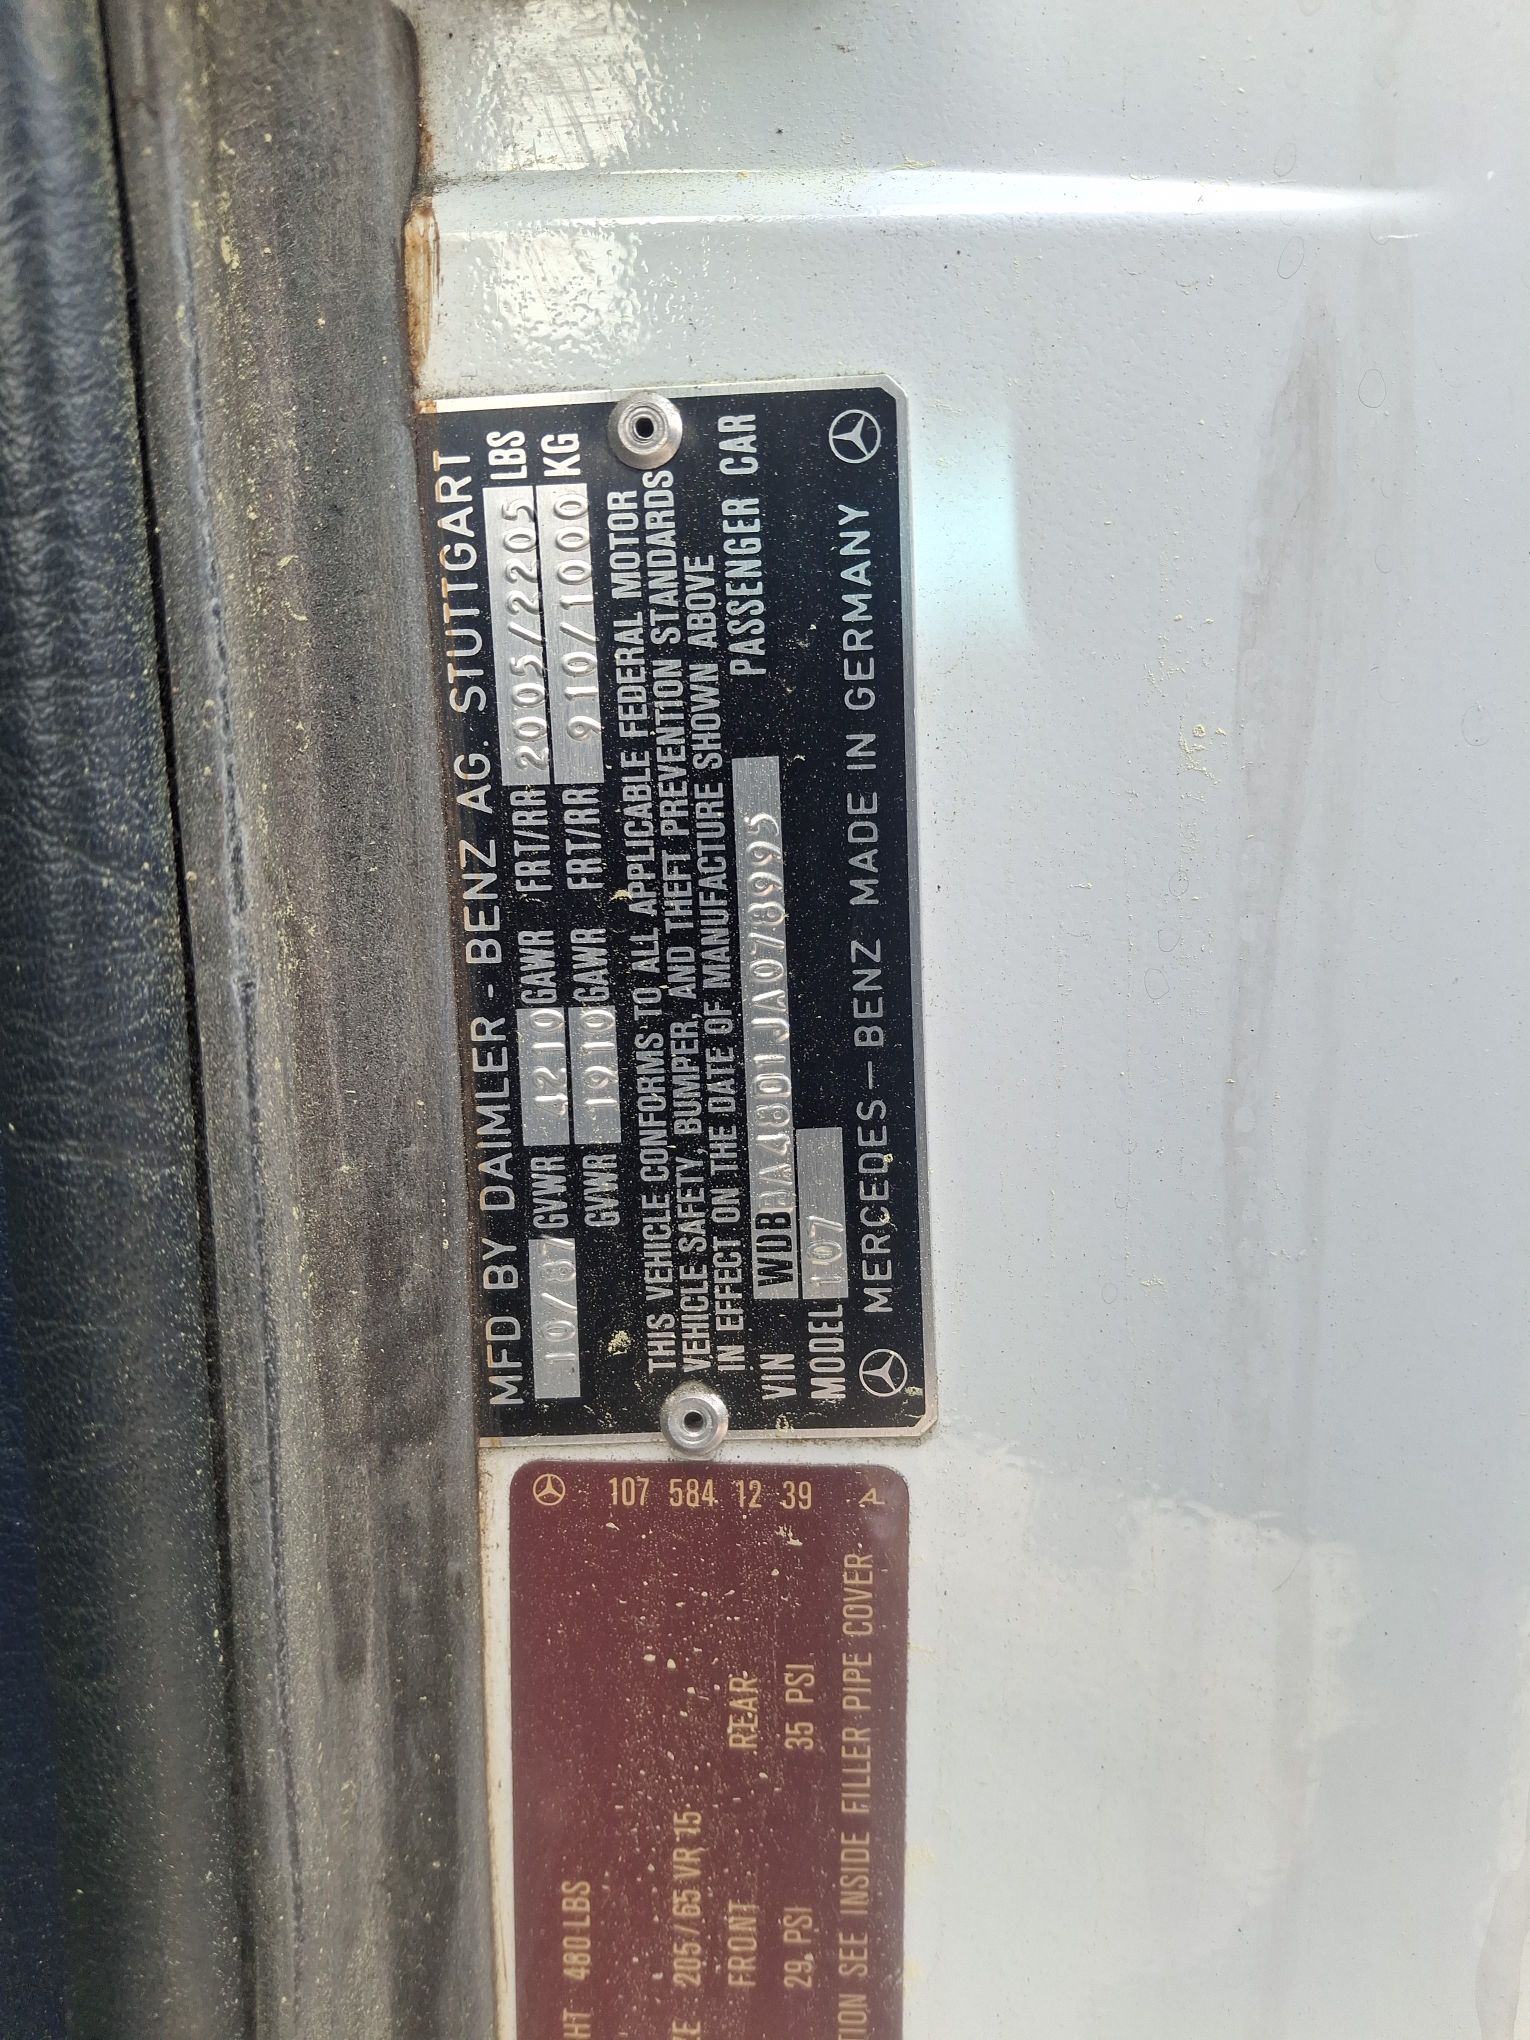 MFD BY DAIMLER - BENZ AG. STUTTGART
10/87 GVWR 4210 GAWR FRT/RR 2005/2205 LBS
GVWR 1910 GAWR FRT/RR 910/1000 KG
THIS VEHICLE CONFORMS TO ALL APPLICABLE FEDERAL MOTOR
VEHICLE SAFETY, BUMPER, AND THEFT PREVENTION STANDARDS
IN EFFECT ON THE DATE OF MANUFACTURE SHOWN ABOVE
VIN WDBBA48D1JA078995 PASSENGER CAR
MODEL 107
MERCEDES-BENZ MADE IN GERMANY
107 584 12 39 A
HT 480 LBS
ZE 205/65 VR 15
FRONT REAR
29 PSI 35 PSI
TION SEE INSIDE FILLER PIPE COVER